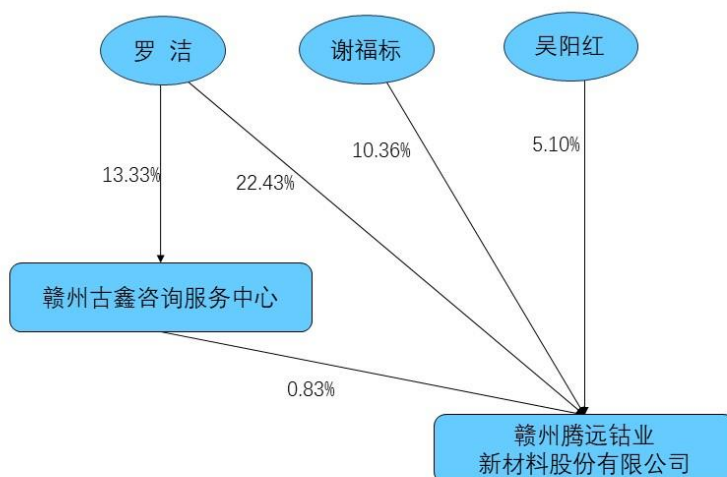 罗 洁
谢福标
吴阳红
13.33%
22.43%
10.36%
5.10%
赣州古鑫咨询服务中心
0.83%
赣州腾远钴业
新材料股份有限公司